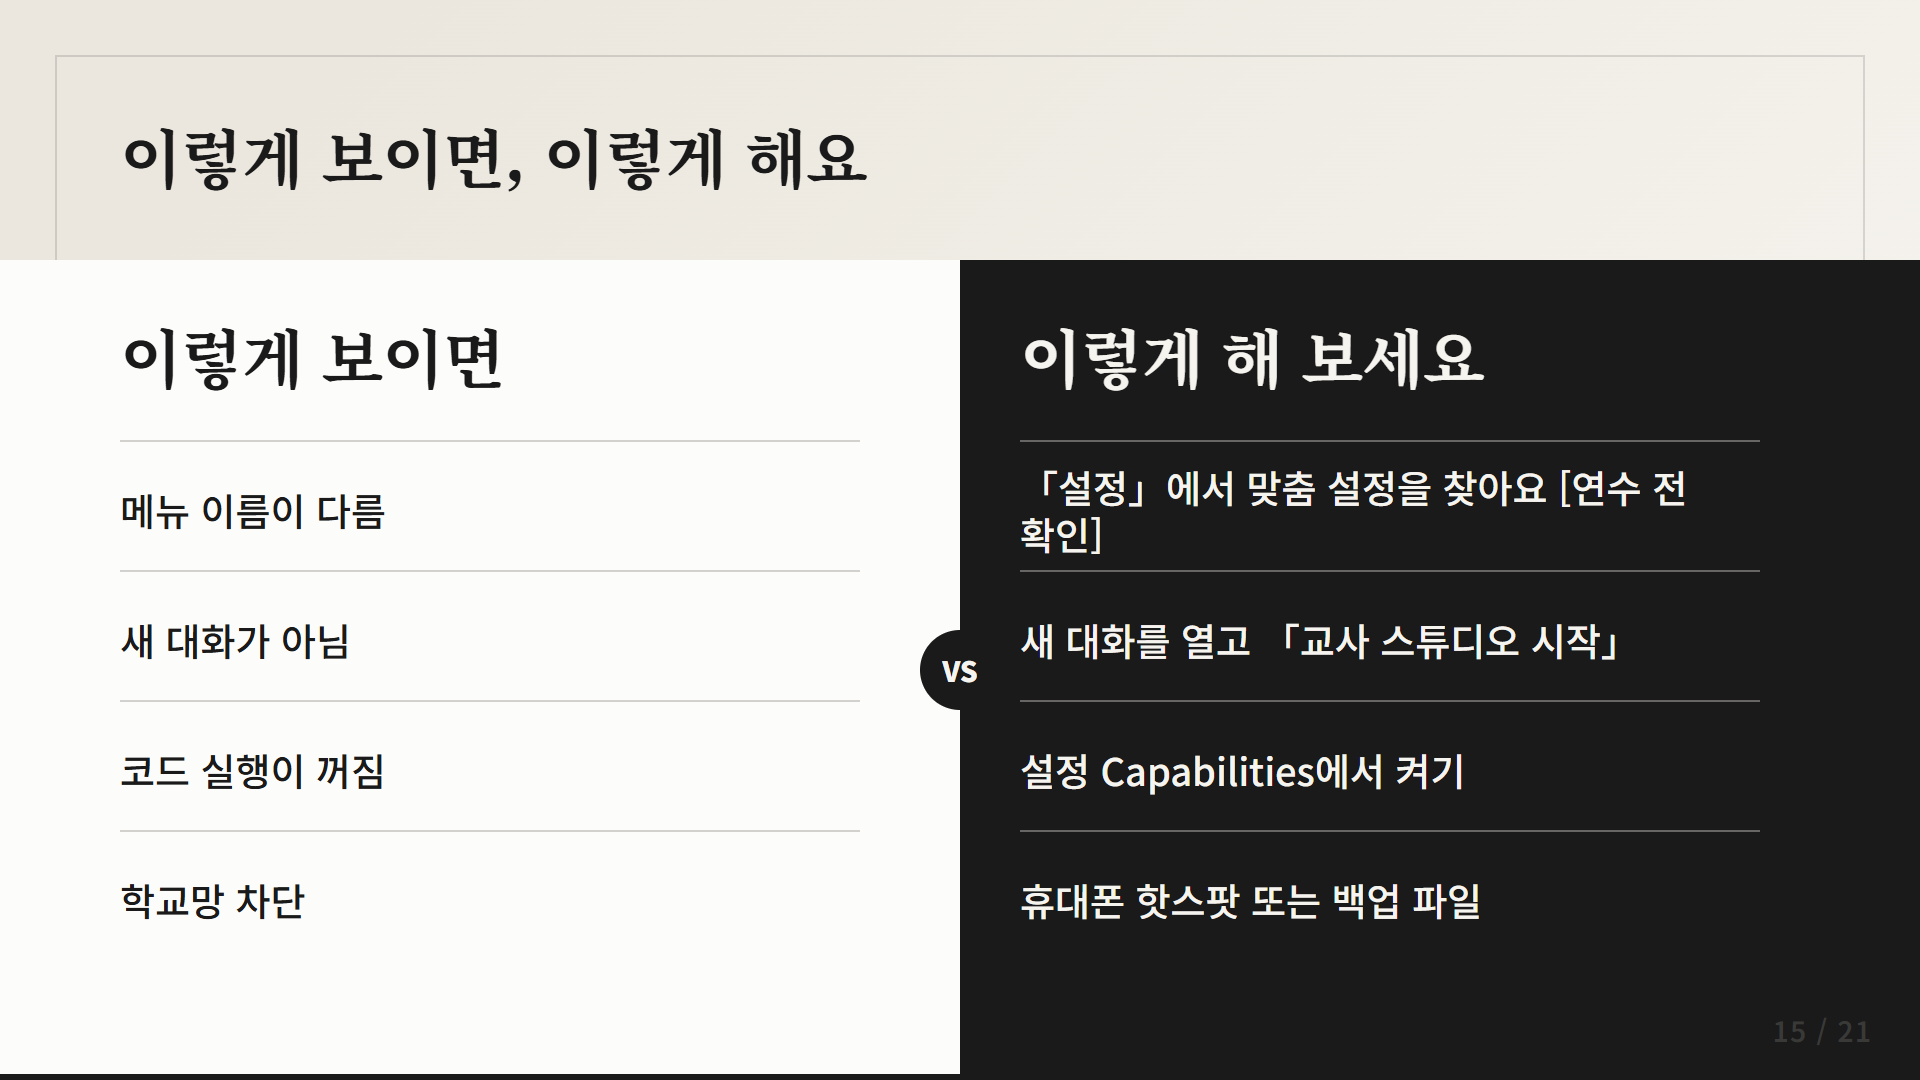 이렇게 보이면, 이렇게 해요
이렇게 보이면
메뉴 이름이 다름
새 대화가 아님
코드 실행이 꺼짐
학교망 차단
VS
이렇게 해 보세요
「설정」에서 맞춤 설정을 찾아요 [연수 전
확인]
새 대화를 열고 「교사 스튜디오 시작」
설정 Capabilities에서 켜기
휴대폰 핫스팟 또는 백업 파일
15 / 21